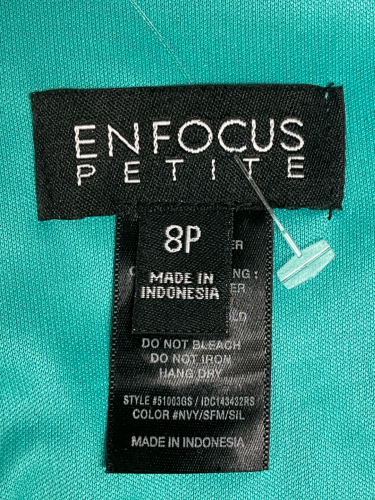 ENFOCUS
PETITE
8P
MADE IN
INDONESIA
DO NOT BLEACH
DO NOT IRON
HANG DRY
STYLE #51003GS / IDC143432RS
COLOR #NVY/SFM/SIL
MADE IN INDONESIA